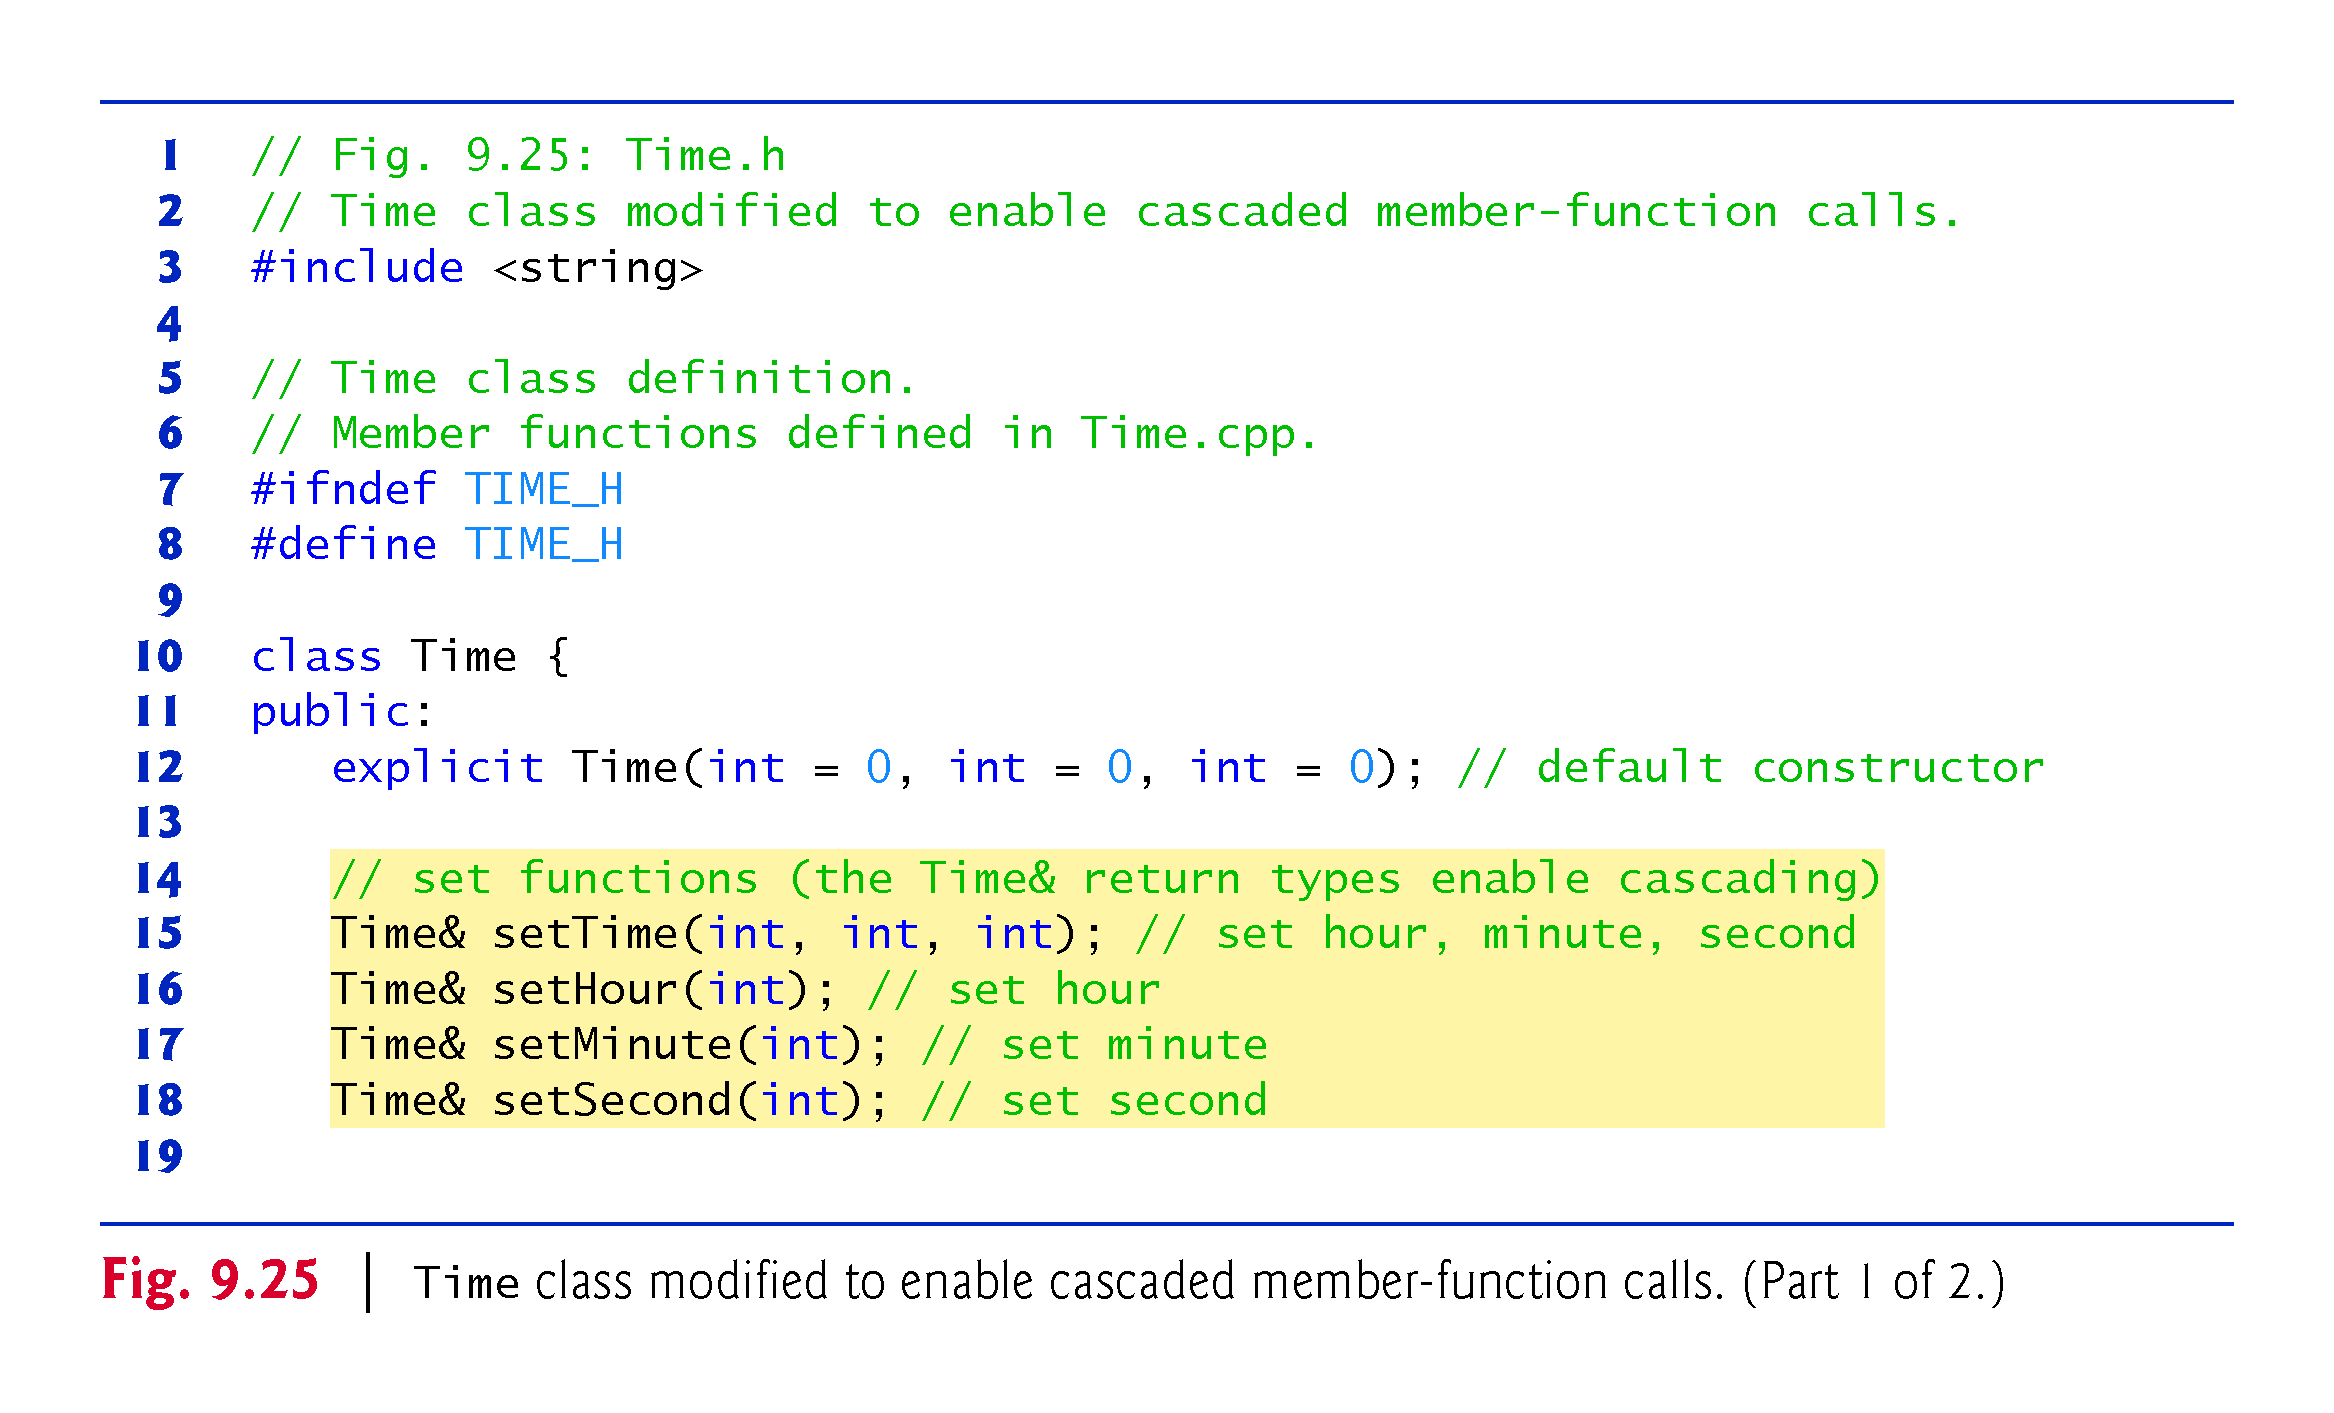 1 // Fig. 9.25: Time.h
2 // Time class modified to enable cascaded member-function calls.
3 #include <string>
4
5 // Time class definition.
6 // Member functions defined in Time.cpp.
7 #ifndef TIME_H
8 #define TIME_H
9
10 class Time {
11 public:
12 explicit Time(int = 0, int = 0, int = 0); // default constructor
13
14 // set functions (the Time& return types enable cascading)
15 Time& setTime(int, int, int); // set hour, minute, second
16 Time& setHour(int); // set hour
17 Time& setMinute(int); // set minute
18 Time& setSecond(int); // set second
19
Fig. 9.25 | Time class modified to enable cascaded member-function calls. (Part 1 of 2.)